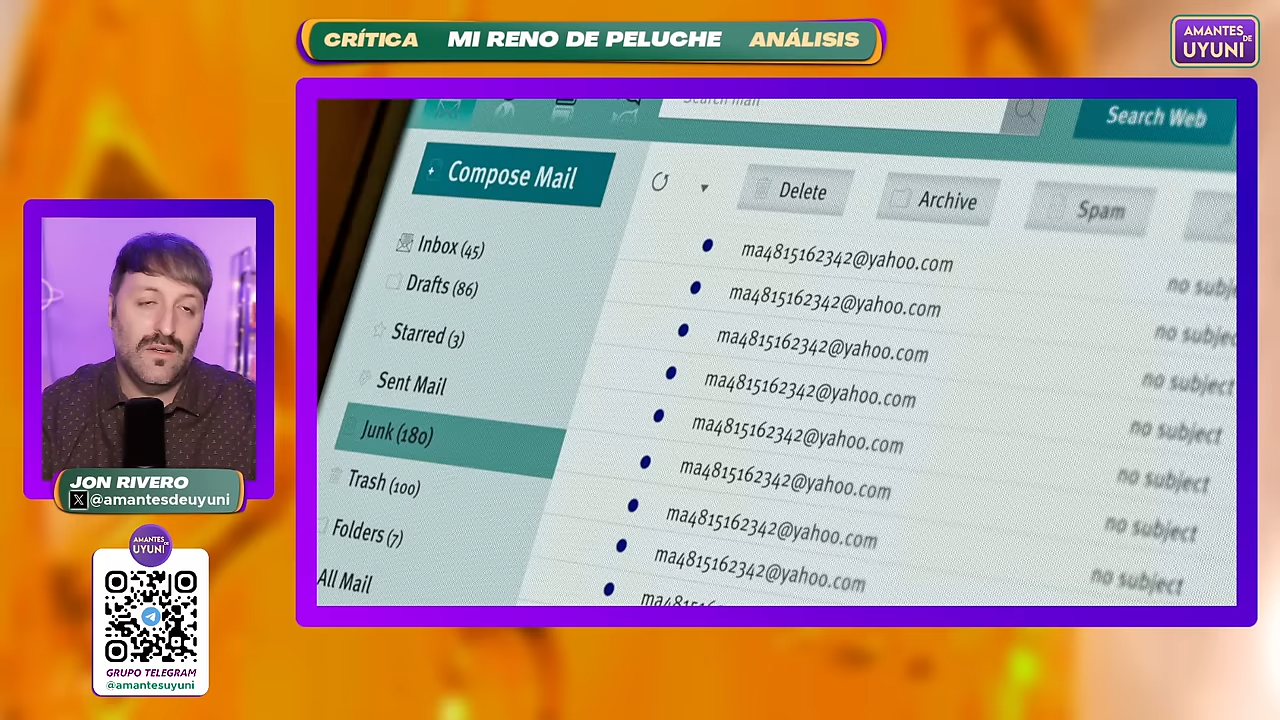 CRÍTICA MI RENO DE PELUCHE ANÁLISIS
AMANTES DE
UYUNI
Search mail
Search Web
Compose Mail
Delete
Archive
Spam
Inbox (45)
Drafts (86)
Starred (3)
Sent Mail
Junk (180)
Trash (100)
Folders (7)
All Mail
ma4815162342@yahoo.com no subje
ma4815162342@yahoo.com no subjec
ma4815162342@yahoo.com no subject
ma4815162342@yahoo.com no subject
ma4815162342@yahoo.com no subject
ma4815162342@yahoo.com no subject
ma4815162342@yahoo.com no subject
ma4815162342@yahoo.com
JON RIVERO
@amantesdeuyuni
AMANTES DE
UYUNI
GRUPO TELEGRAM
@amantesuyuni